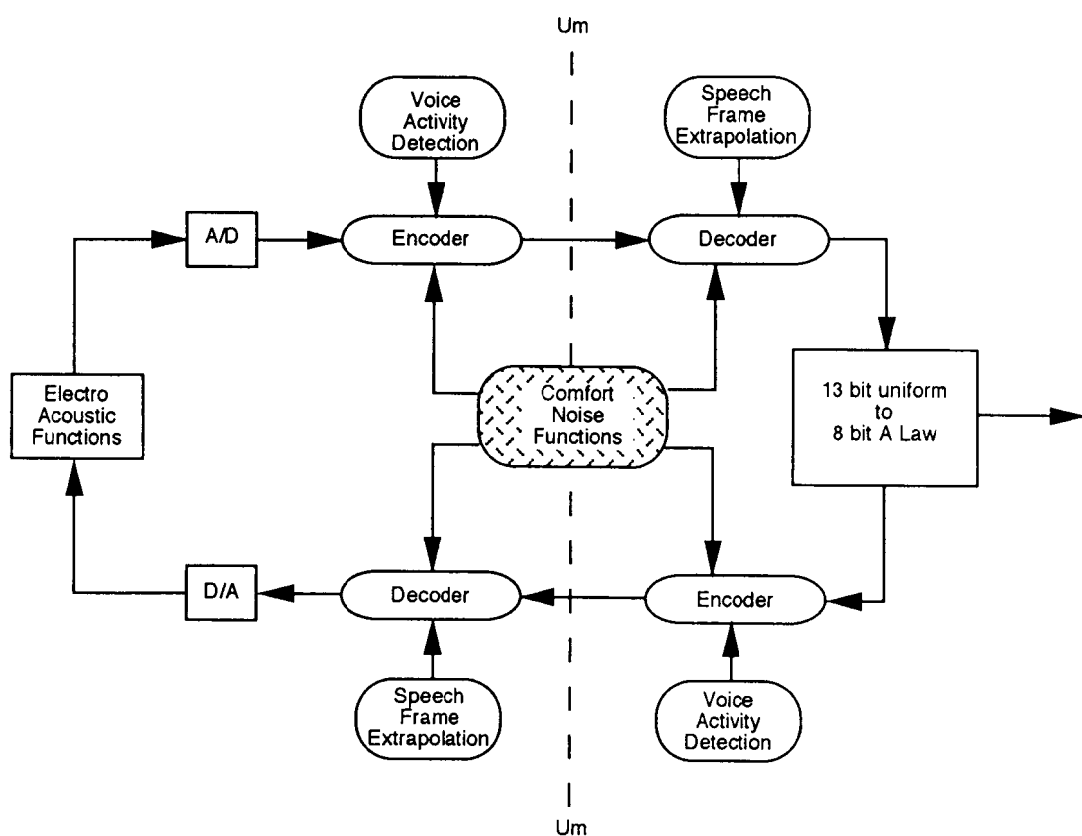 Um
Voice
Activity
Detection
Speech
Frame
Extrapolation
A/D
Encoder
Decoder
Electro
Acoustic
Functions
Comfort
Noise
Functions
13 bit uniform
to
8 bit A Law
D/A
Decoder
Encoder
Speech
Frame
Extrapolation
Voice
Activity
Detection
Um